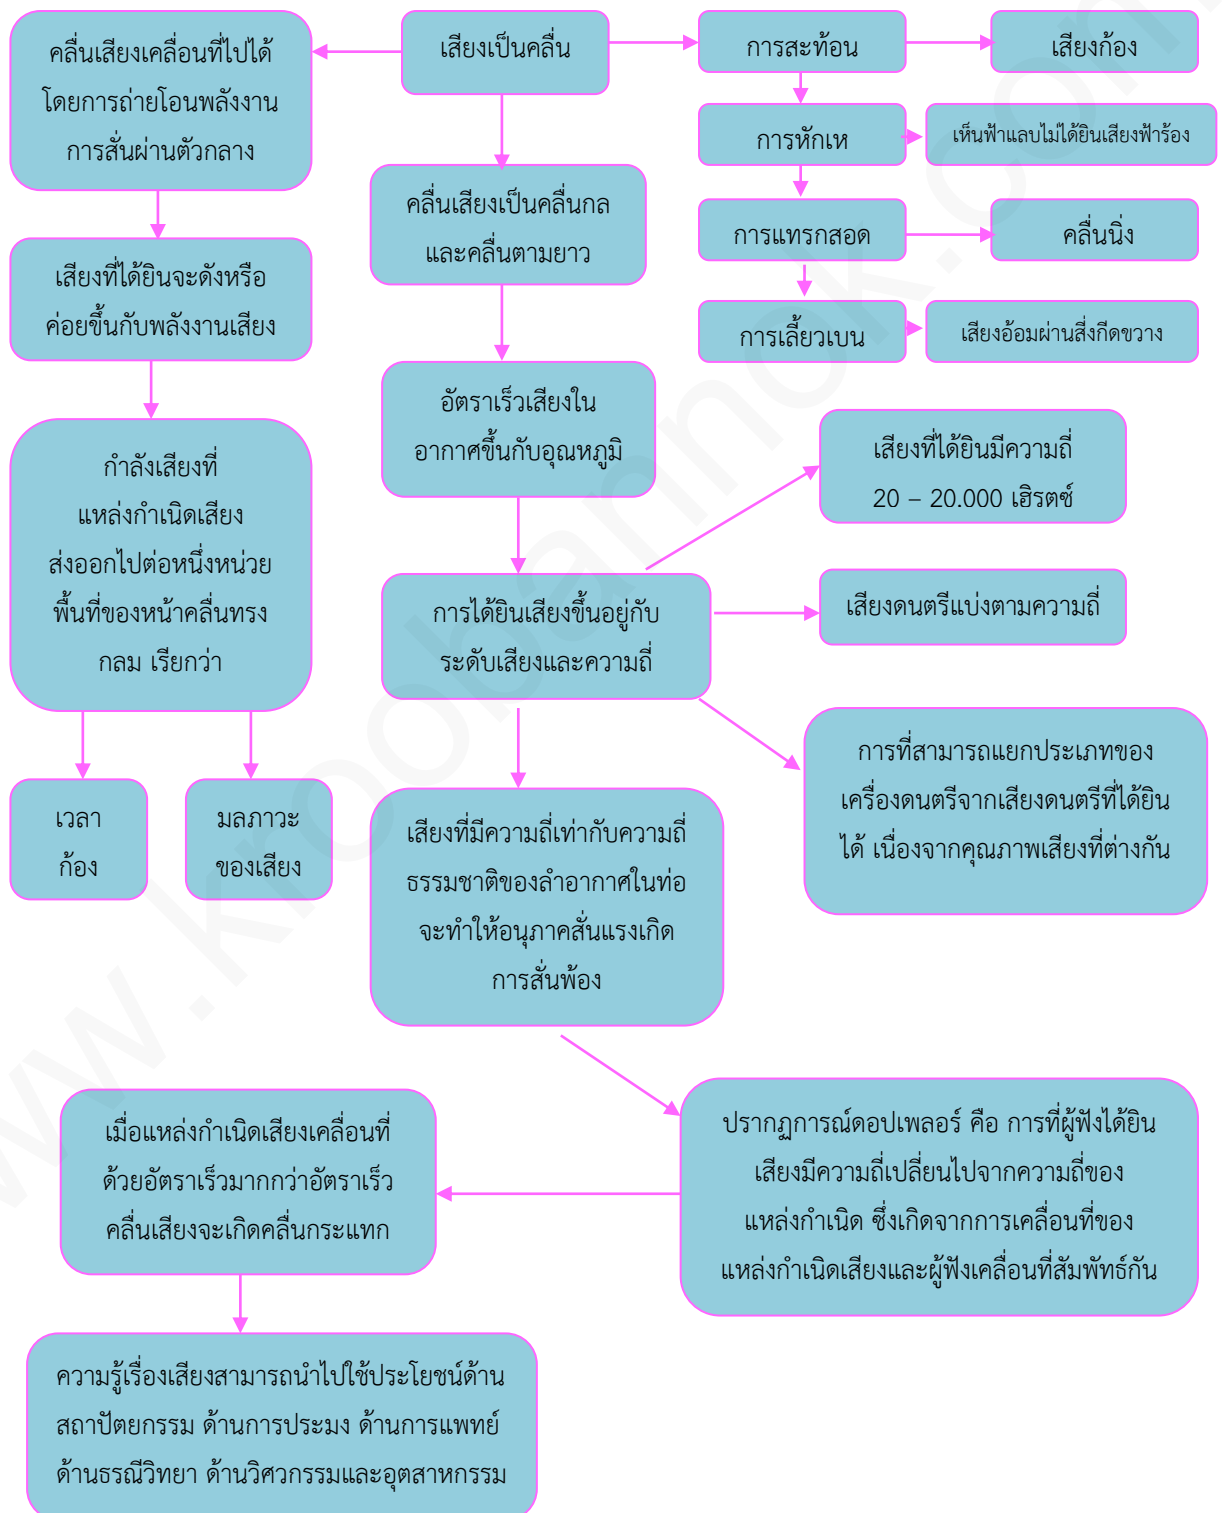 คลื่นเสียงเคลื่อนที่ไปได้
โดยการถ่ายโอนพลังงาน
การสั่นผ่านตัวกลาง
เสียงเป็นคลื่น
การสะท้อน
เสียงก้อง
การหักเห
เห็นฟ้าแลบไม่ได้ยินเสียงฟ้าร้อง
คลื่นเสียงเป็นคลื่นกล
และคลื่นตามยาว
การแทรกสอด
คลื่นนิ่ง
เสียงที่ได้ยินจะดังหรือ
ค่อยขึ้นกับพลังงานเสียง
การเลี้ยวเบน
เสียงอ้อมผ่านสิ่งกีดขวาง
อัตราเร็วเสียงใน
อากาศขึ้นกับอุณหภูมิ
กำลังเสียงที่
แหล่งกำเนิดเสียง
ส่งออกไปต่อหนึ่งหน่วย
พื้นที่ของหน้าคลื่นทรง
กลม เรียกว่า
เสียงที่ได้ยินมีความถี่
20 – 20.000 เฮิรตซ์
การได้ยินเสียงขึ้นอยู่กับ
ระดับเสียงและความถี่
เสียงดนตรีแบ่งตามความถี่
การที่สามารถแยกประเภทของ
เครื่องดนตรีจากเสียงดนตรีที่ได้ยิน
ได้ เนื่องจากคุณภาพเสียงที่ต่างกัน
เวลา
ก้อง
มลภาวะ
ของเสียง
เสียงที่มีความถี่เท่ากับความถี่
ธรรมชาติของลำอากาศในท่อ
จะทำให้อนุภาคสั่นแรงเกิด
การสั่นพ้อง
เมื่อแหล่งกำเนิดเสียงเคลื่อนที่
ด้วยอัตราเร็วมากกว่าอัตราเร็ว
คลื่นเสียงจะเกิดคลื่นกระแทก
ปรากฏการณ์ดอปเพลอร์ คือ การที่ผู้ฟังได้ยิน
เสียงมีความถี่เปลี่ยนไปจากความถี่ของ
แหล่งกำเนิด ซึ่งเกิดจากการเคลื่อนที่ของ
แหล่งกำเนิดเสียงและผู้ฟังเคลื่อนที่สัมพัทธ์กัน
ความรู้เรื่องเสียงสามารถนำไปใช้ประโยชน์ด้าน
สถาปัตยกรรม ด้านการประมง ด้านการแพทย์
ด้านธรณีวิทยา ด้านวิศวกรรมและอุตสาหกรรม
www.kroobannok.com